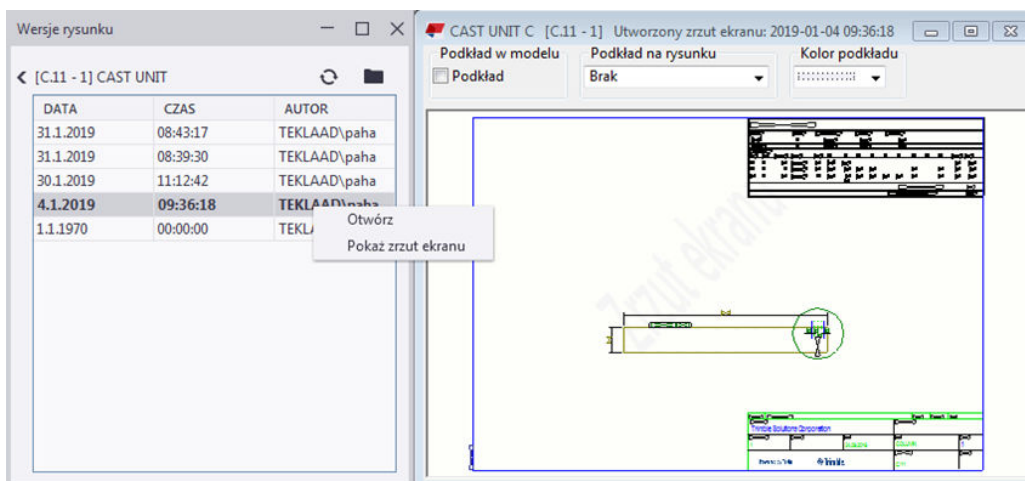 Wersje rysunku
[C.11 - 1] CAST UNIT
DATA CZAS AUTOR
31.1.2019 08:43:17 TEKLAAD\paha
31.1.2019 08:39:30 TEKLAAD\paha
30.1.2019 11:12:42 TEKLAAD\paha
4.1.2019 09:36:18 TEKLAAD\paha
1.1.1970 00:00:00 TEKL
Otwórz
Pokaż zrzut ekranu
CAST UNIT C [C.11 - 1] Utworzony zrzut ekranu: 2019-01-04 09:36:18
Podkład w modelu Podkład na rysunku Kolor podkładu
Podkład Brak
Zrzut ekranu
Trimble Solutions Corporation
Trimble